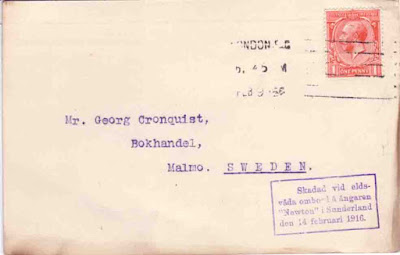 ONE PENNY
Mr. Georg Cronquist,
Bokhandel,
Malmo. SWEDEN.
Skadad vid elds-
våda ombord å ångaren
"Newton" i Sunderland
den 14 februari 1916.